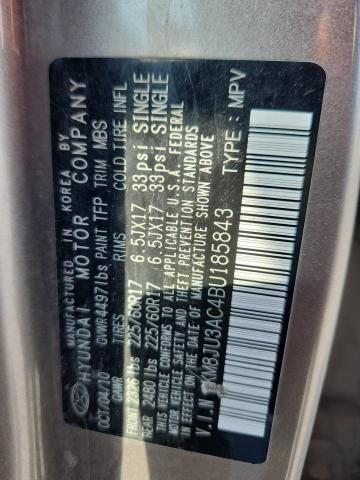 MADE IN KOREA BY
HYUNDAI MOTOR COMPANY
OCT/04/10 GVWR 4497lbs PAINT TFP TRIM MBS
GAWR TIRES RIMS COLD TIRE INFL
FRONT 2326 lbs 225/60R17 6.5JX17 33 psi SINGLE
REAR 2480 lbs 225/60R17 6.5JX17 33 psi SINGLE
THIS VEHICLE CONFORMS TO ALL APPLICABLE U.S.A. FEDERAL
MOTOR VEHICLE SAFETY AND THEFT PREVENTION STANDARDS
IN EFFECT ON THE DATE OF MANUFACTURE SHOWN ABOVE
V.I.N : KM8JU3AC4BU185843 TYPE: MPV